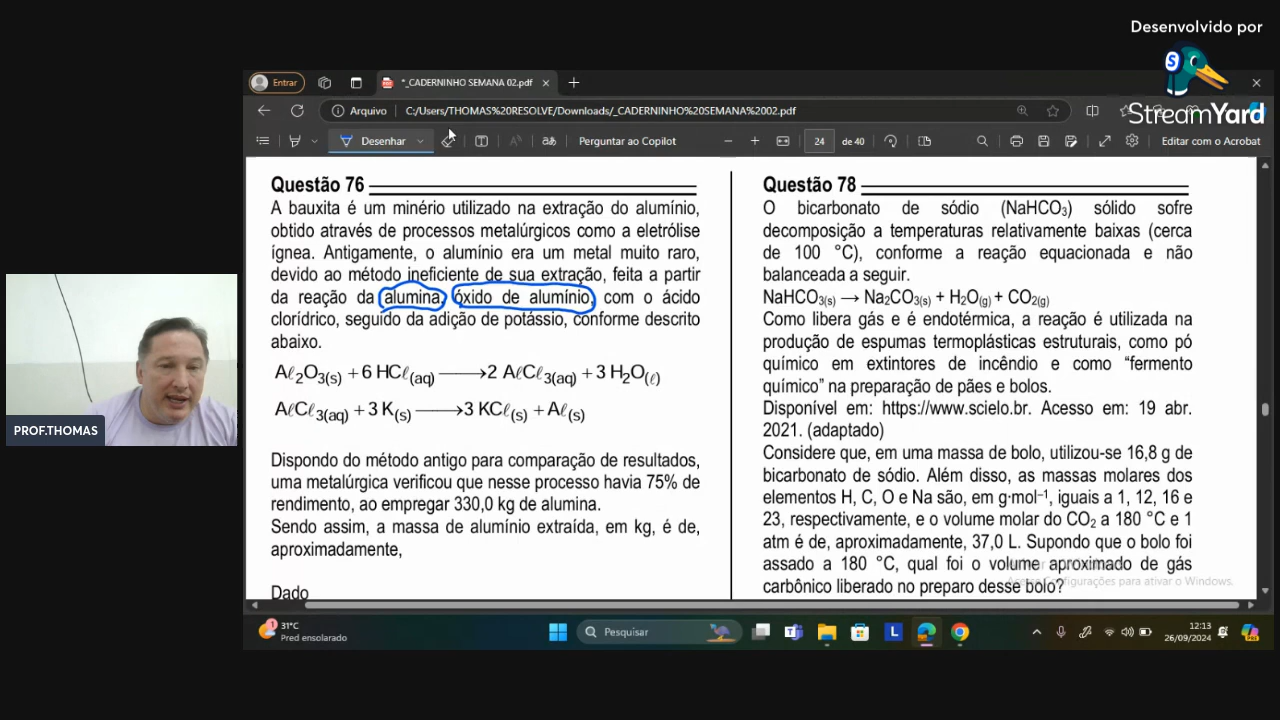 Desenvolvido por
StreamYard
Entrar
*_CADERNINHO SEMANA 02.pdf
Arquivo
C:/Users/THOMAS%20RESOLVE/Downloads/_CADERNINHO%20SEMANA%2002.pdf
Desenhar
Perguntar ao Copilot
24
de 40
Editar com o Acrobat
Questão 76
A bauxita é um minério utilizado na extração do alumínio,
obtido através de processos metalúrgicos como a eletrólise
ígnea. Antigamente, o alumínio era um metal muito raro,
devido ao método ineficiente de sua extração, feita a partir
da reação da alumina, óxido de alumínio, com o ácido
clorídrico, seguido da adição de potássio, conforme descrito
abaixo.
Aℓ₂O₃(s) + 6 HCℓ(aq) ⟶ 2 AℓCℓ₃(aq) + 3 H₂O(ℓ)
AℓCℓ₃(aq) + 3 K(s) ⟶ 3 KCℓ(s) + Aℓ(s)
Dispondo do método antigo para comparação de resultados,
uma metalúrgica verificou que nesse processo havia 75% de
rendimento, ao empregar 330,0 kg de alumina.
Sendo assim, a massa de alumínio extraída, em kg, é de,
aproximadamente,
Dado
Questão 78
O bicarbonato de sódio (NaHCO₃) sólido sofre
decomposição a temperaturas relativamente baixas (cerca
de 100 °C), conforme a reação equacionada e não
balanceada a seguir.
NaHCO₃(s) → Na₂CO₃(s) + H₂O(g) + CO₂(g)
Como libera gás e é endotérmica, a reação é utilizada na
produção de espumas termoplásticas estruturais, como pó
químico em extintores de incêndio e como “fermento
químico” na preparação de pães e bolos.
Disponível em: https://www.scielo.br. Acesso em: 19 abr.
2021. (adaptado)
Considere que, em uma massa de bolo, utilizou-se 16,8 g de
bicarbonato de sódio. Além disso, as massas molares dos
elementos H, C, O e Na são, em g·mol⁻¹, iguais a 1, 12, 16 e
23, respectivamente, e o volume molar do CO₂ a 180 °C e 1
atm é de, aproximadamente, 37,0 L. Supondo que o bolo foi
assado a 180 °C, qual foi o volume aproximado de gás
carbônico liberado no preparo desse bolo?
Acesse Configurações para ativar o Windows.
PROF.THOMAS
1
31°C
Pred ensolarado
Pesquisar
L
12:13
26/09/2024